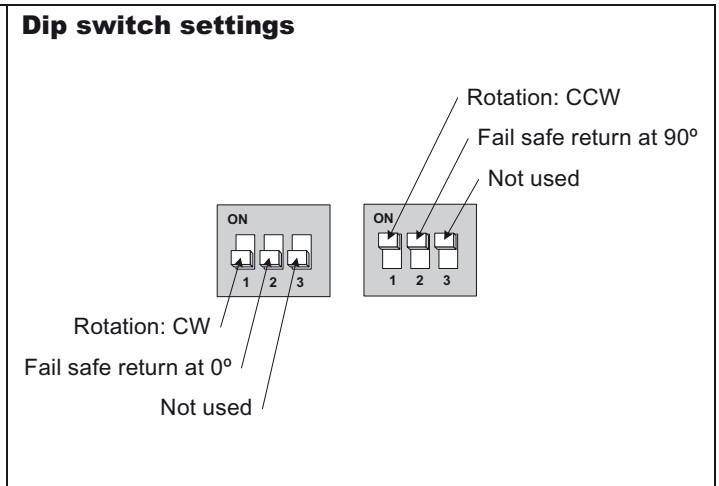 Dip switch settings
Rotation: CCW
Fail safe return at 90º
Not used
ON
1 2 3
ON
1 2 3
Rotation: CW
Fail safe return at 0º
Not used